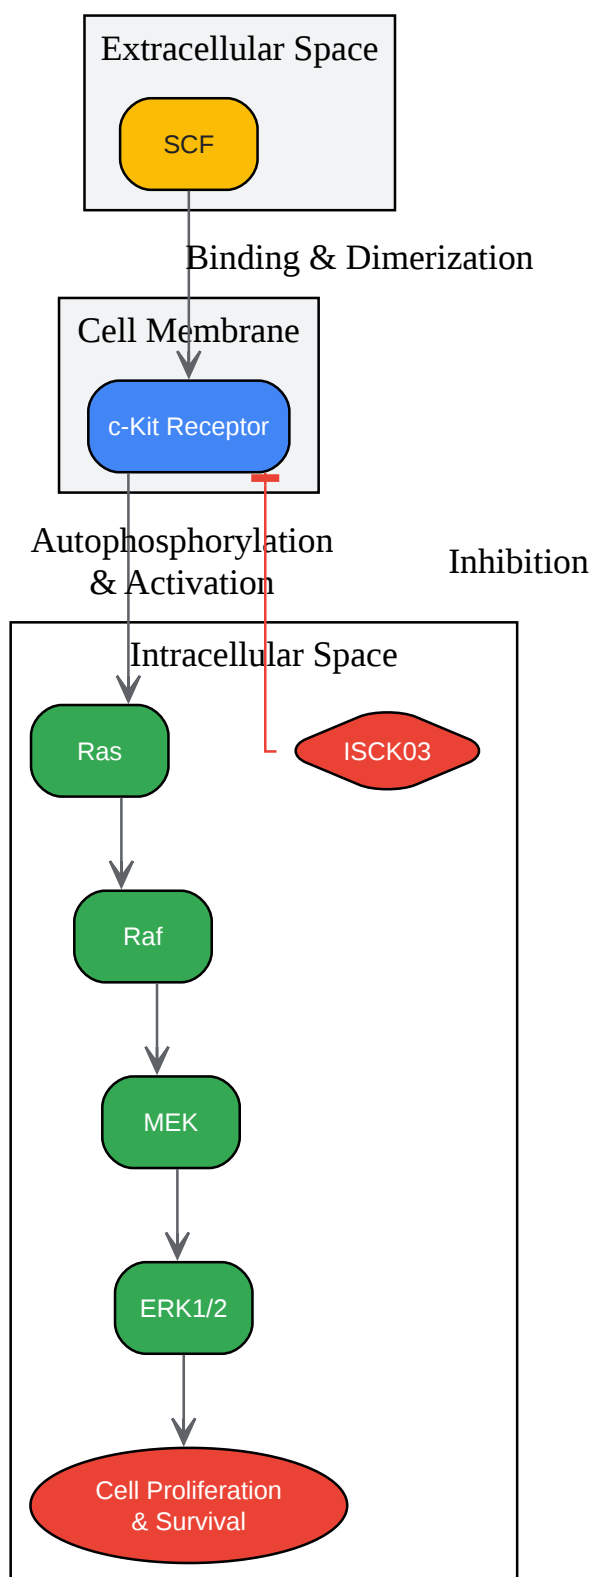 Extracellular Space
SCF
Binding & Dimerization
Cell Membrane
c-Kit Receptor
Autophosphorylation
& Activation
Inhibition
Intracellular Space
Ras
ISCK03
Raf
MEK
ERK1/2
Cell Proliferation
& Survival